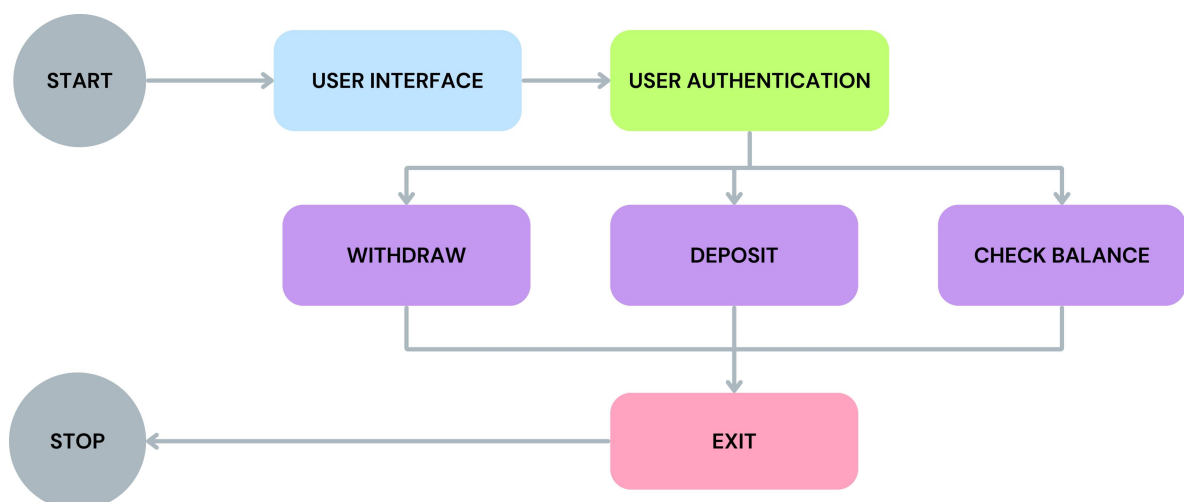 START
USER INTERFACE
USER AUTHENTICATION
WITHDRAW
DEPOSIT
CHECK BALANCE
STOP
EXIT